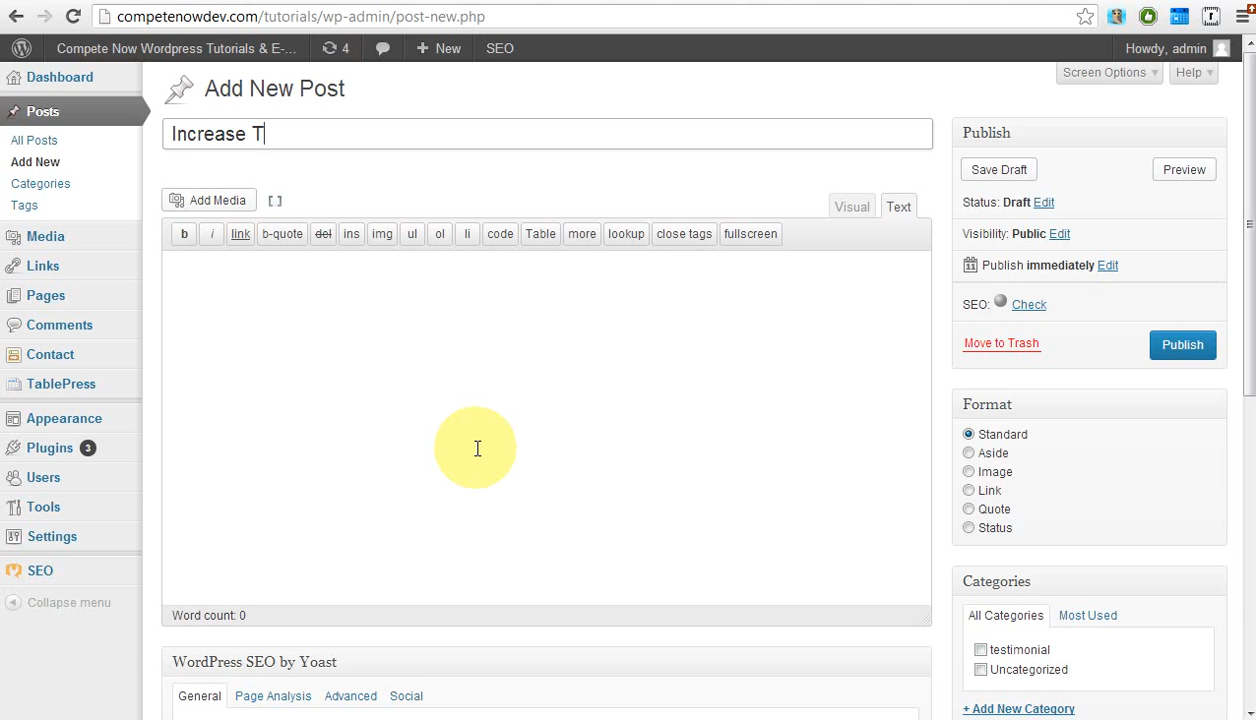 competenowdev.com/tutorials/wp-admin/post-new.php
Compete Now Wordpress Tutorials & E-... 4 New SEO Howdy, admin
Screen Options Help
Dashboard
Posts
All Posts
Add New
Categories
Tags
Media
Links
Pages
Comments
Contact
TablePress
Appearance
Plugins 3
Users
Tools
Settings
SEO
Collapse menu
Add New Post
Increase T
Add Media
Visual Text
b i link b-quote del ins img ul ol li code Table more lookup close tags fullscreen
Word count: 0
WordPress SEO by Yoast
General Page Analysis Advanced Social
Publish
Save Draft Preview
Status: Draft Edit
Visibility: Public Edit
11 Publish immediately Edit
SEO: Check
Move to Trash Publish
Format
Standard
Aside
Image
Link
Quote
Status
Categories
All Categories Most Used
testimonial
Uncategorized
+ Add New Category